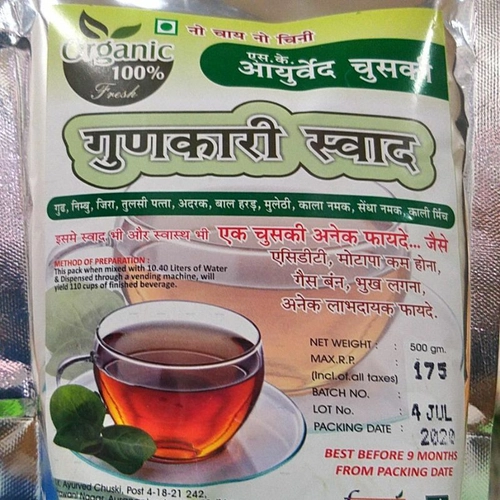 Organic
100%
Fresh
नो चाय नो चिनी
एस.के.
आयुर्वेद चुसकी
गुणकारी स्वाद
गुढ, निम्बु, जिरा, तुलसी पत्ता, अदरक, बाल हरड़, मुलेठी, काला नमक, सेंधा नमक, काली मिंच
इसमे स्वाद भी और स्वास्थ भी एक चुसकी अनेक फायदे... जैसे
एसिडीटी, मोटापा कम होना,
गैस बंन, भुख लगना,
अनेक लाभदायक फायदे.
METHOD OF PREPARATION :
This pack when mixed with 10.40 Liters of Water
& Dispensed through a vending machine, will
yield 110 cups of finished beverage.
NET WEIGHT : 500 gm.
MAX.R.P. :
(Incl.of.all taxes) 175
BATCH NO. :
LOT No. : 4 JUL
PACKING DATE : 2020
BEST BEFORE 9 MONTHS
FROM PACKING DATE
Ayurved Chuski, Post 4-18-21 242.
Nagar,